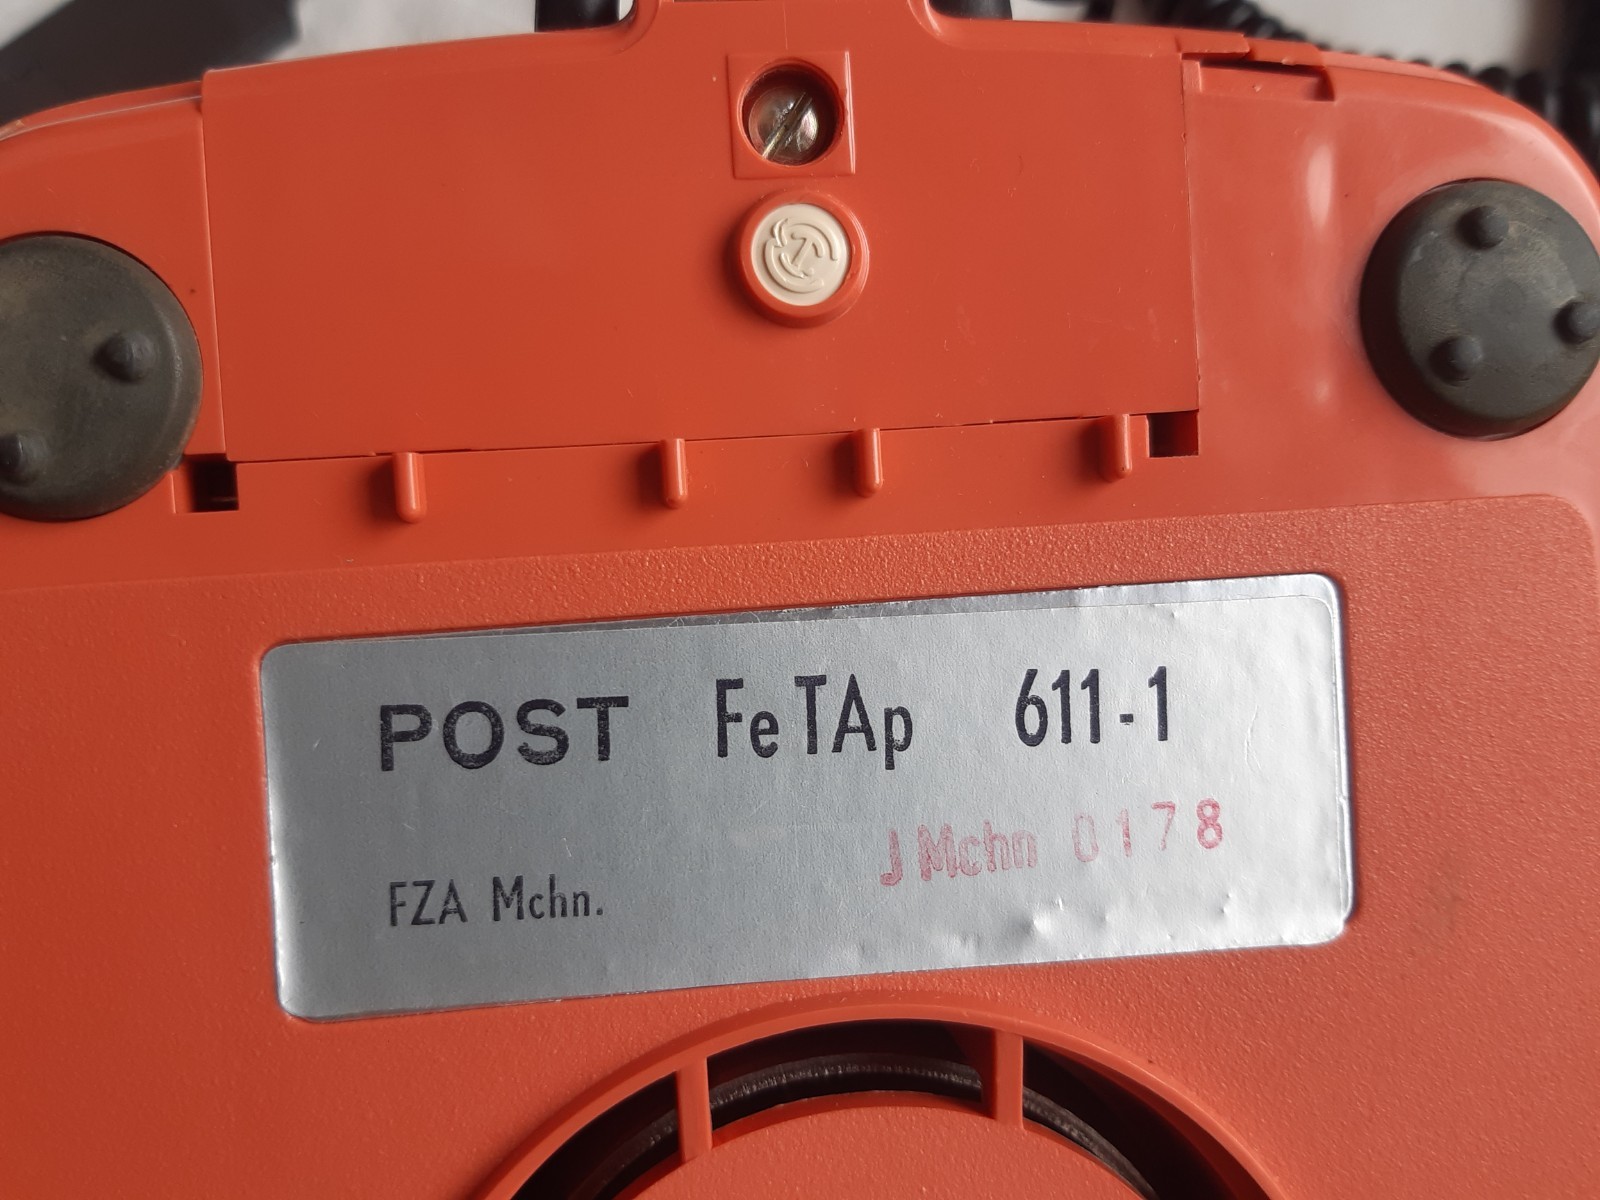 POST FeTAp 611-1
J Mchn 0178
FZA Mchn.